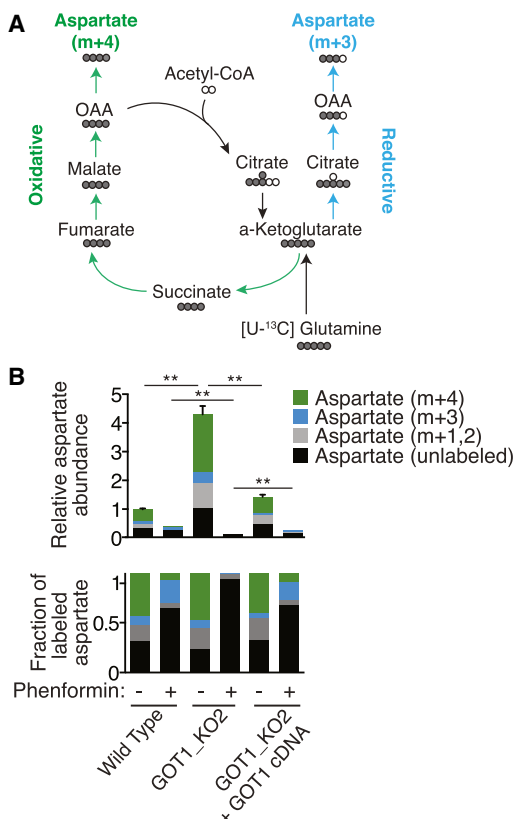 A
Aspartate
(m+4)
Aspartate
(m+3)
Acetyl-CoA
OAA
OAA
Oxidative
Reductive
Malate
Citrate
Citrate
Fumarate
a-Ketoglutarate
Succinate
[U-¹³C] Glutamine
B
** **
**
**
Aspartate (m+4)
Aspartate (m+3)
Aspartate (m+1,2)
Aspartate (unlabeled)
Relative aspartate
abundance
5
4
3
2
1
0
Fraction of
labeled
aspartate
1
0.5
0
Phenformin: - + - + - +
Wild Type
GOT1_KO2
GOT1_KO2
+ GOT1 cDNA